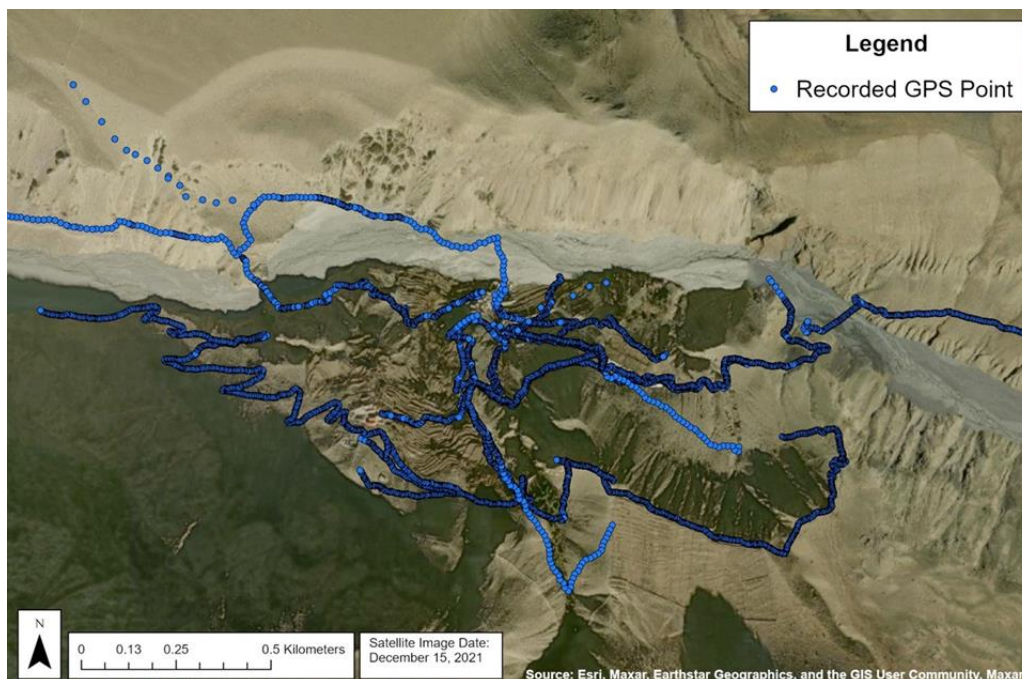 Legend
Recorded GPS Point
N
0 0.13 0.25 0.5 Kilometers
Satellite Image Date:
December 15, 2021
Source: Esri, Maxar, Earthstar Geographics, and the GIS User Community, Maxar